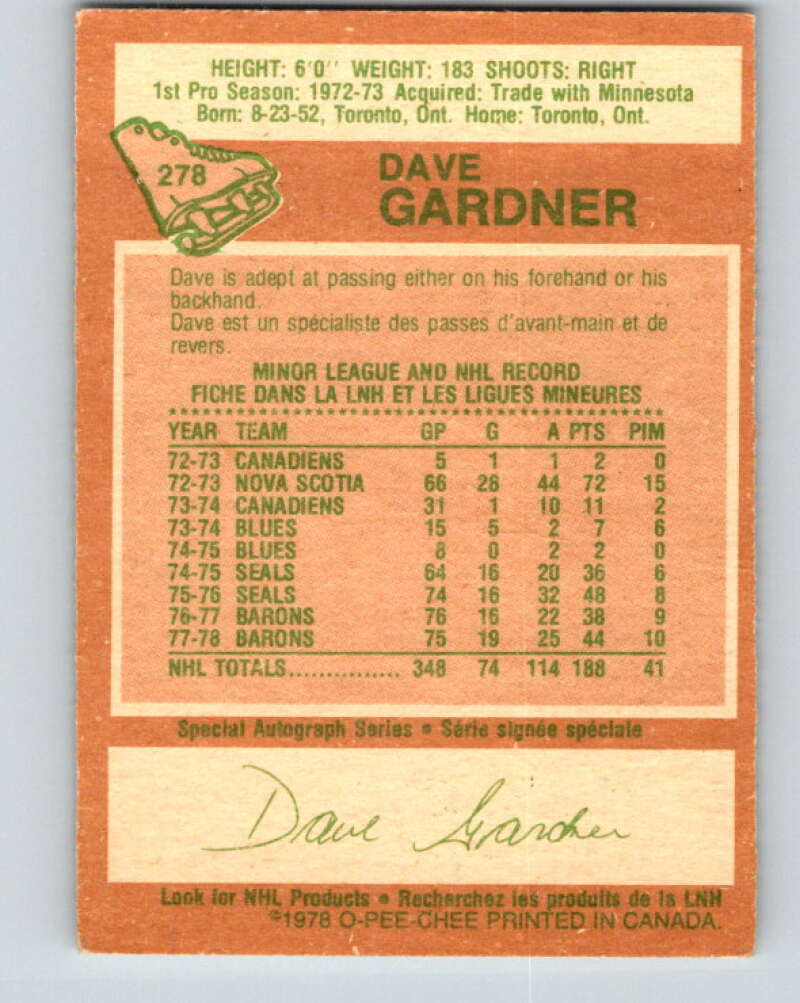 HEIGHT: 6'0'' WEIGHT: 183 SHOOTS: RIGHT
1st Pro Season: 1972-73 Acquired: Trade with Minnesota
Born: 8-23-52, Toronto, Ont. Home: Toronto, Ont.
278
DAVE
GARDNER
Dave is adept at passing either on his forehand or his
backhand.
Dave est un spécialiste des passes d'avant-main et de
revers.
MINOR LEAGUE AND NHL RECORD
FICHE DANS LA LNH ET LES LIGUES MINEURES
YEAR TEAM GP G A PTS PIM
72-73 CANADIENS 5 1 1 2 0
72-73 NOVA SCOTIA 66 28 44 72 15
73-74 CANADIENS 31 1 10 11 2
73-74 BLUES 15 5 2 7 6
74-75 BLUES 8 0 2 2 0
74-75 SEALS 64 16 20 36 6
75-76 SEALS 74 16 32 48 8
76-77 BARONS 76 16 22 38 9
77-78 BARONS 75 19 25 44 10
NHL TOTALS................ 348 74 114 188 41
Special Autograph Series • Série signée spéciale
Dave Gardner
Look for NHL Products • Recherchez les produits de la LNH
©1978 O-PEE-CHEE PRINTED IN CANADA.